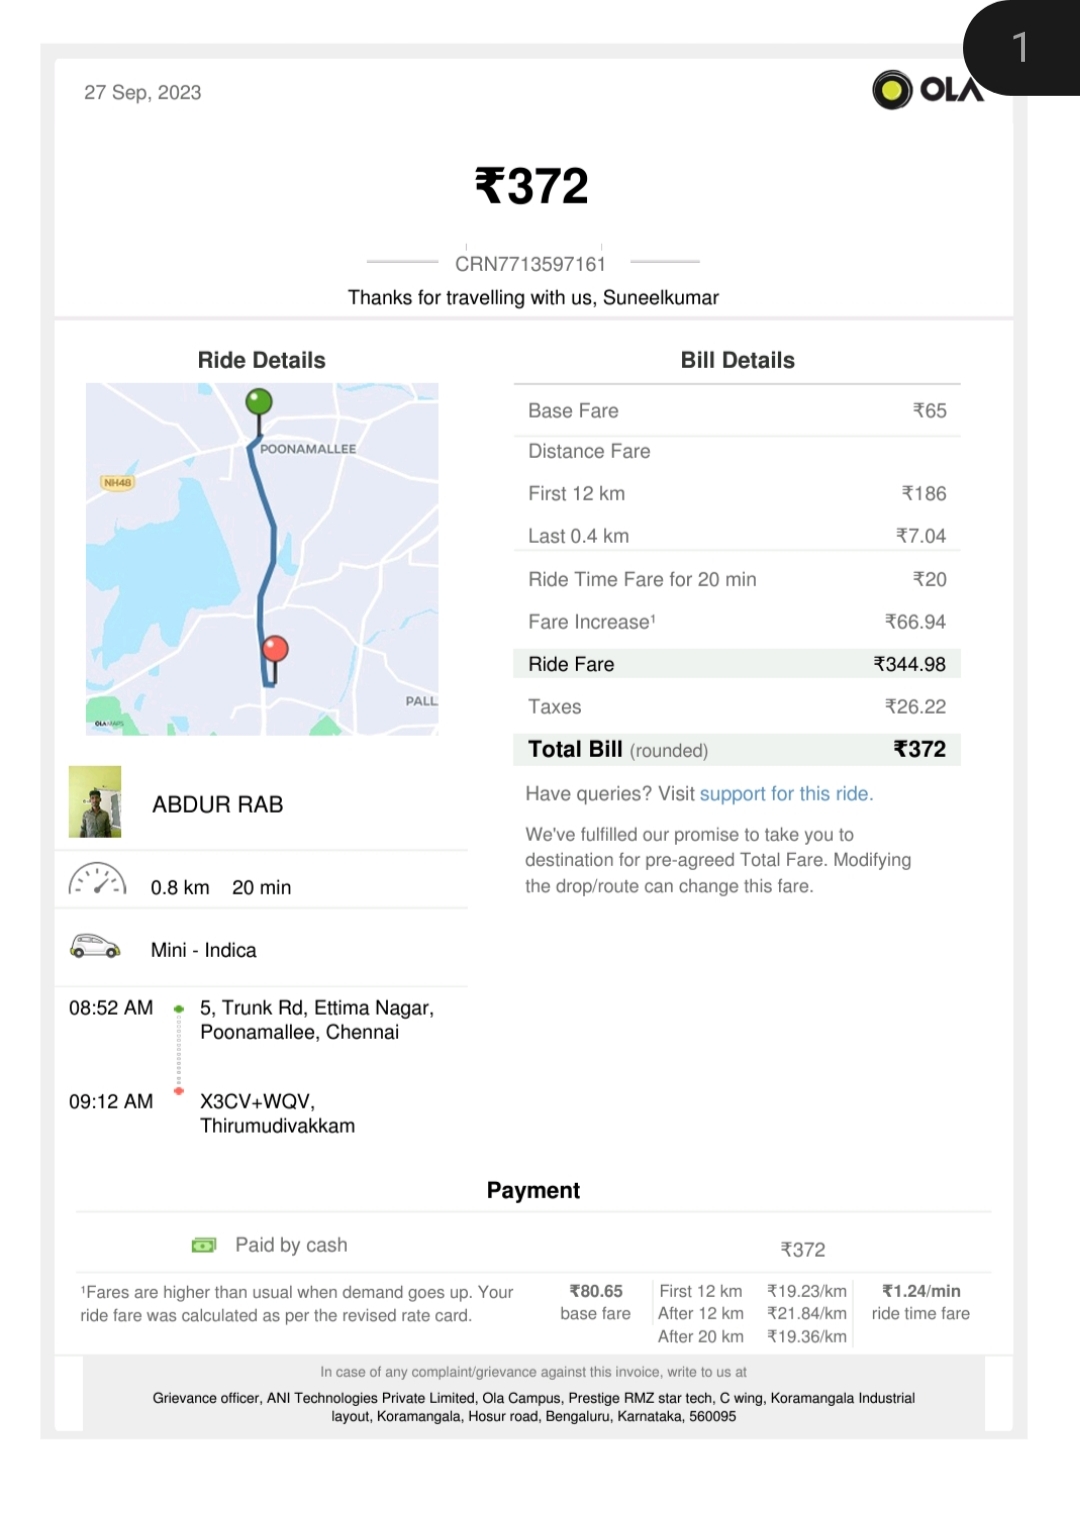 1
27 Sep, 2023
OLA
₹372
CRN7713597161
Thanks for travelling with us, Suneelkumar
Ride Details
POONAMALLEE
NH48
PALL
OLA MAPS
ABDUR RAB
0.8 km 20 min
Mini - Indica
08:52 AM 5, Trunk Rd, Ettima Nagar,
Poonamallee, Chennai
09:12 AM X3CV+WQV,
Thirumudivakkam
Bill Details
Base Fare ₹65
Distance Fare
First 12 km ₹186
Last 0.4 km ₹7.04
Ride Time Fare for 20 min ₹20
Fare Increase¹ ₹66.94
Ride Fare ₹344.98
Taxes ₹26.22
Total Bill (rounded) ₹372
Have queries? Visit support for this ride.
We've fulfilled our promise to take you to
destination for pre-agreed Total Fare. Modifying
the drop/route can change this fare.
Payment
Paid by cash ₹372
¹Fares are higher than usual when demand goes up. Your
ride fare was calculated as per the revised rate card.
₹80.65
base fare
First 12 km ₹19.23/km
After 12 km ₹21.84/km
After 20 km ₹19.36/km
₹1.24/min
ride time fare
In case of any complaint/grievance against this invoice, write to us at
Grievance officer, ANI Technologies Private Limited, Ola Campus, Prestige RMZ star tech, C wing, Koramangala Industrial
layout, Koramangala, Hosur road, Bengaluru, Karnataka, 560095